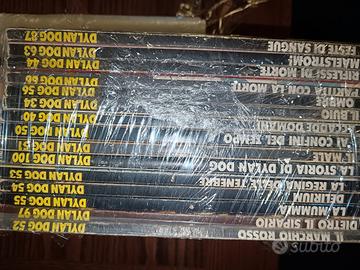 IL MARCHIO ROSSO DYLAN DOG 52
DIETRO IL SIPARIO DYLAN DOG 97
LA MUMMIA DYLAN DOG 55
DELIRIUM DYLAN DOG 54
LA REGINA DELLE TENEBRE DYLAN DOG 53
LA STORIA DI DYLAN DOG DYLAN DOG 100
IL MALE DYLAN DOG 51
AI CONFINI DEL TEMPO DYLAN DOG 50
ACCADDE DOMANI DYLAN DOG 40
IL BUIO DYLAN DOG 34
OMBRE DYLAN DOG 56
PARTITA CON LA MORTE DYLAN DOG 66
RIFLESSI DI MORTE DYLAN DOG 44
MAELSTROM! DYLAN DOG 63
FESTE DI SANGUE DYLAN DOG 87
subito